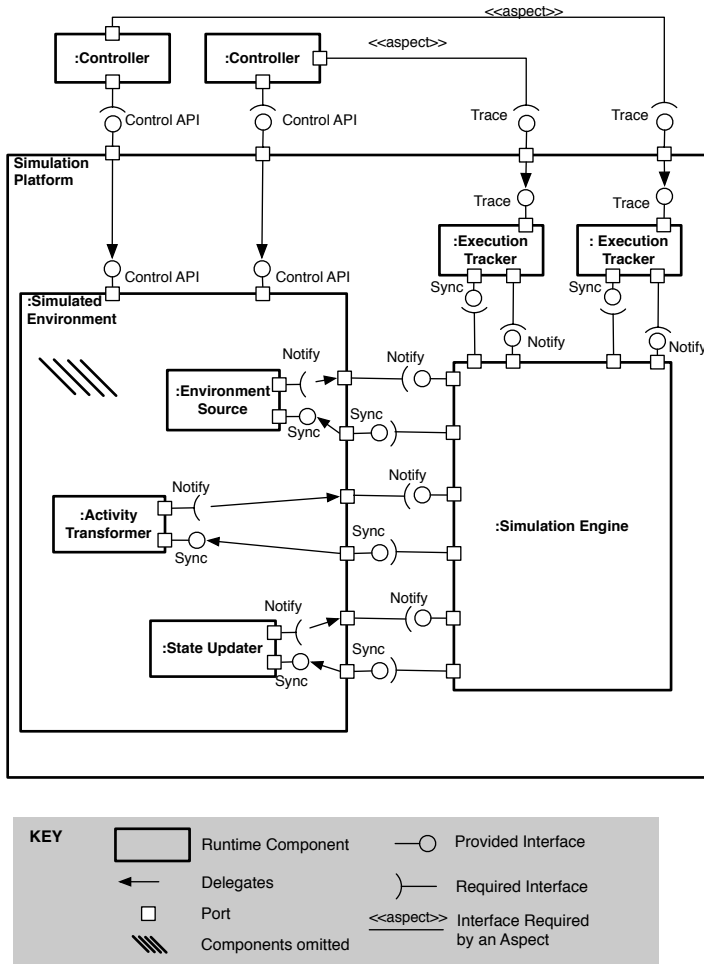 <<aspect>>
<<aspect>>
:Controller
:Controller
Control API
Control API
Trace
Trace
Simulation
Platform
Trace
Trace
:Execution
Tracker
: Execution
Tracker
Control API
Control API
Sync
Sync
:Simulated
Environment
Notify
Notify
Notify
Notify
:Environment
Source
Sync
Sync
Notify
Notify
:Activity
Transformer
:Simulation Engine
Sync
Sync
Notify
Notify
:State Updater
Sync
Sync
KEY
Runtime Component
Provided Interface
Delegates
Required Interface
Port
<<aspect>>
Interface Required
by an Aspect
Components omitted